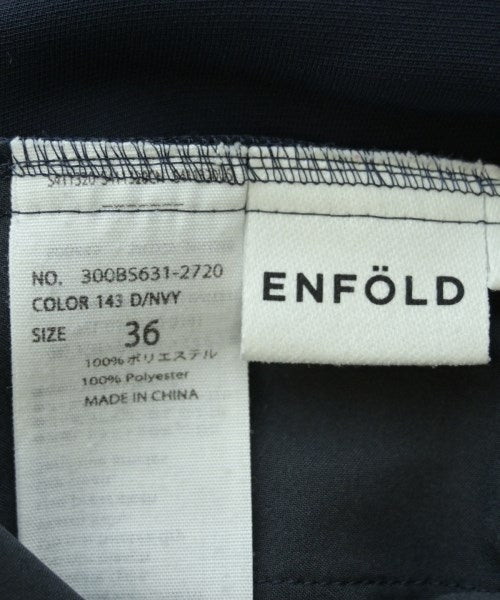 NO. 300BS631-2720
COLOR 143 D/NVY
SIZE 36
100% ポリエステル
100% Polyester
MADE IN CHINA
ENFÖLD